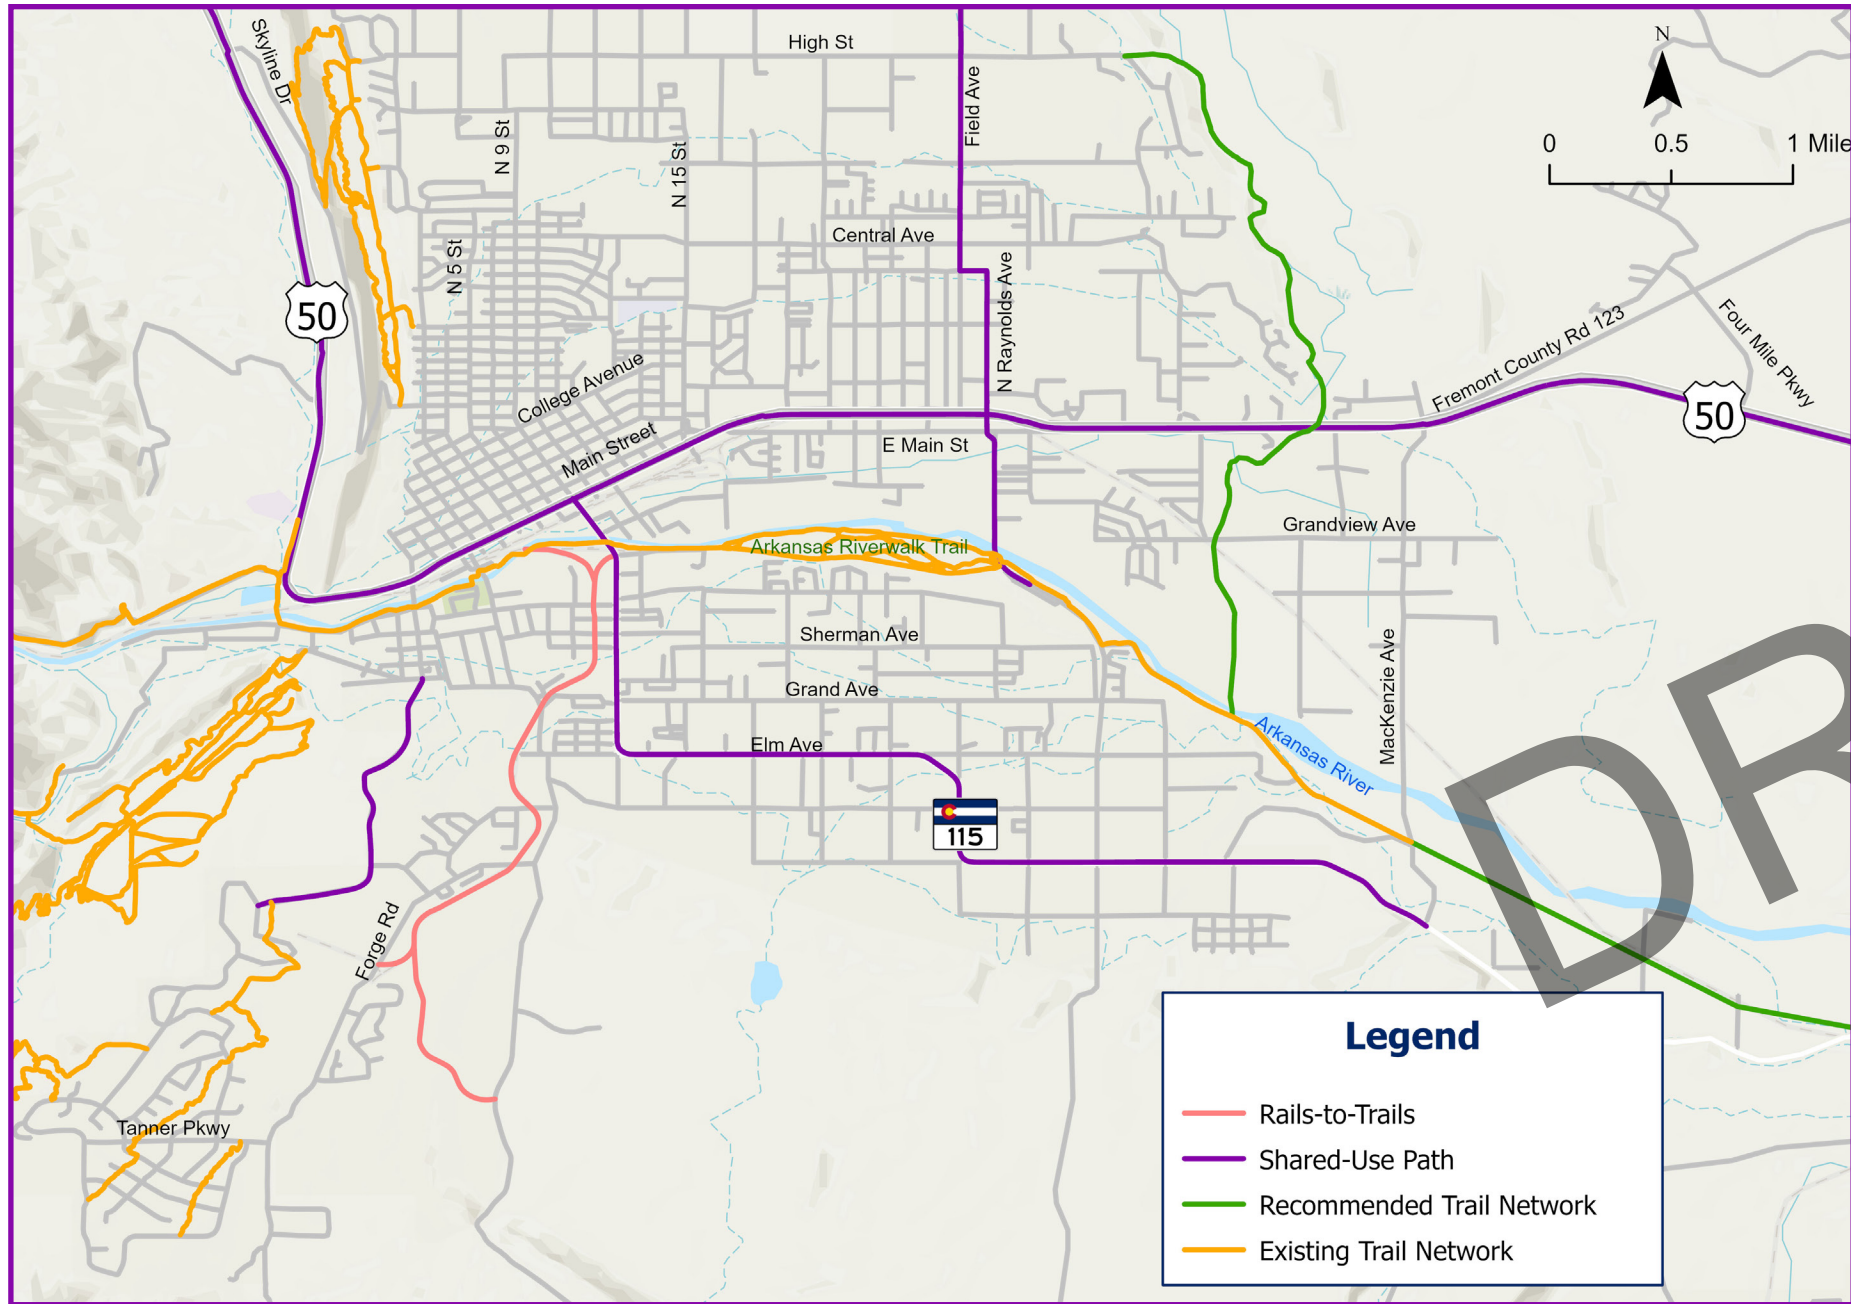 High St
Skyline Dr
Field Ave
N
0 0.5 1 Mile
N 9 St
N 15 St
Central Ave
N 5 St
N Raynolds Ave
50
Fremont County Rd 123
Four Mile Pkwy
College Avenue
Main Street
E Main St
50
Grandview Ave
Arkansas Riverwalk Trail
Sherman Ave
MacKenzie Ave
Grand Ave
Elm Ave
Arkansas River
115
DR
Forge Rd
Tanner Pkwy
Legend
Rails-to-Trails
Shared-Use Path
Recommended Trail Network
Existing Trail Network